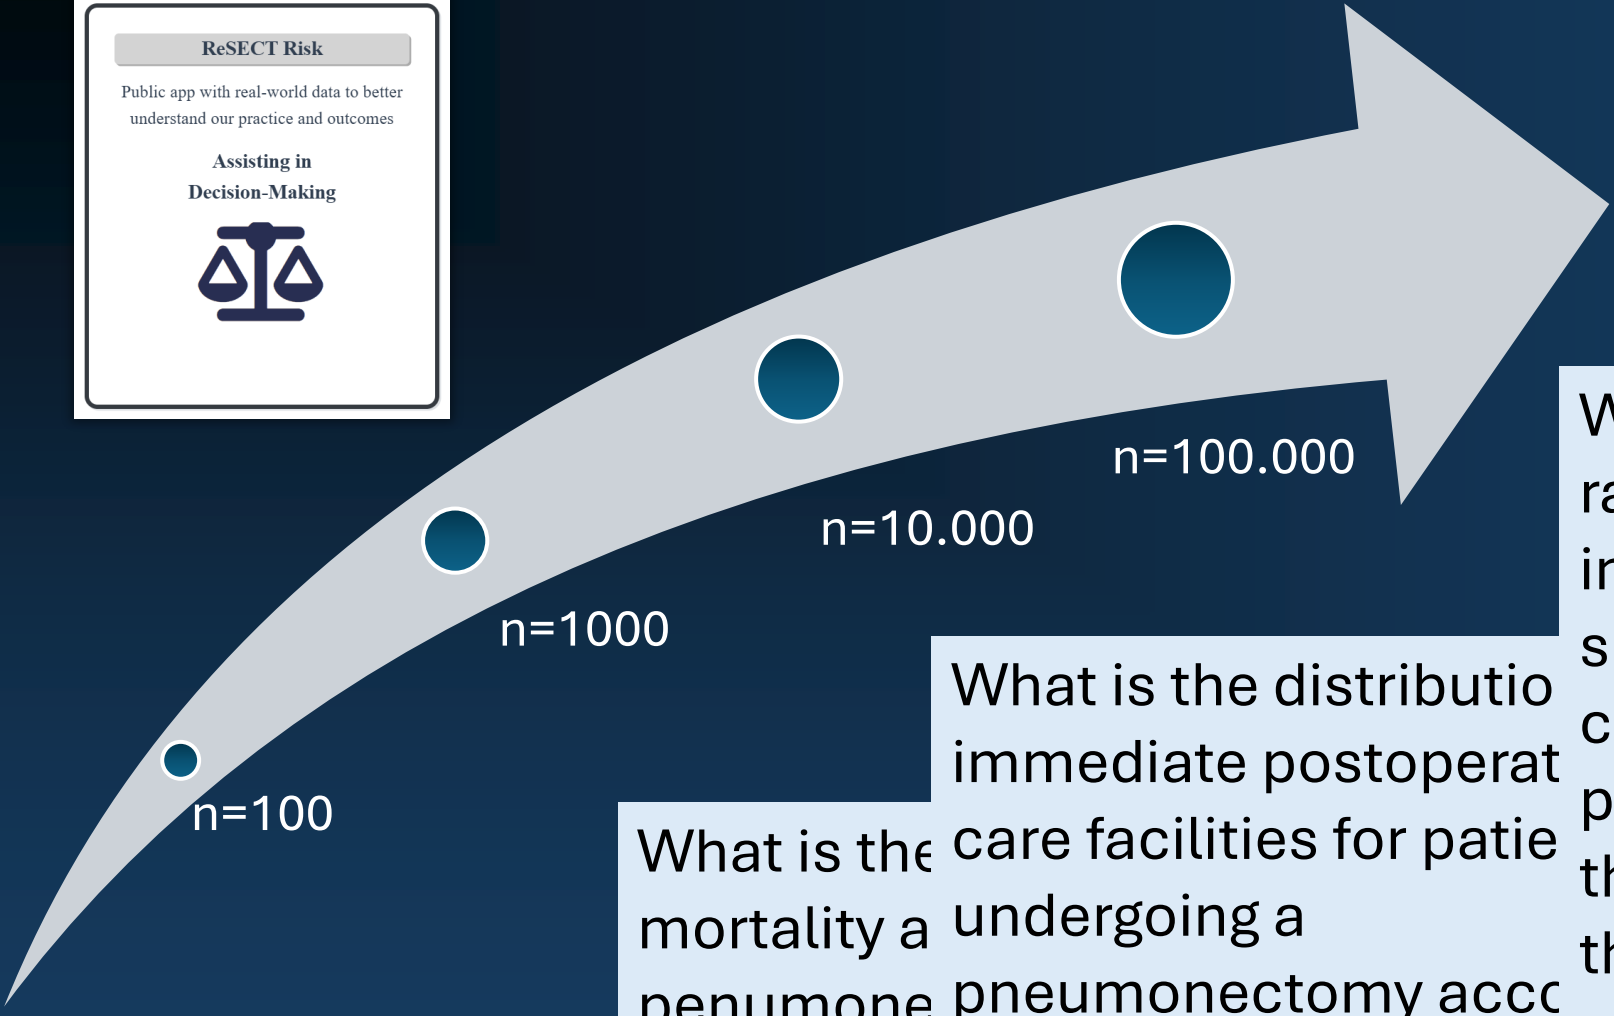 ReSECT Risk
Public app with real-world data to better
understand our practice and outcomes
Assisting in
Decision-Making
n=100.000
n=10.000
n=1000
n=100
What is the
mortality a
penumone
What is the distributio
immediate postoperat
care facilities for patie
undergoing a
pneumonectomy acco
W
ra
in
s
c
p
th
th